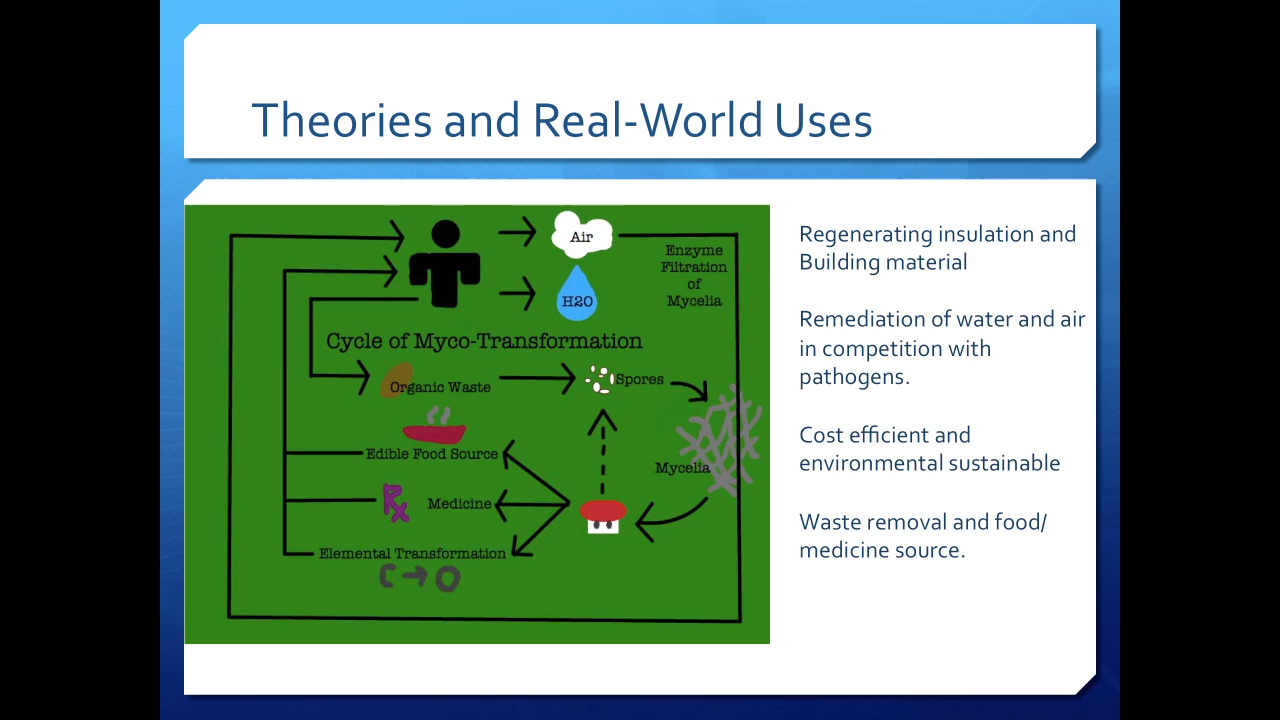 Theories and Real-World Uses
Air
Enzyme
Filtration
of
Mycelia
H2O
Cycle of Myco-Transformation
Organic Waste
Spores
Edible Food Source
Mycelia
Rx
Medicine
Elemental Transformation
C → O
Regenerating insulation and
Building material
Remediation of water and air
in competition with
pathogens.
Cost efficient and
environmental sustainable
Waste removal and food/
medicine source.